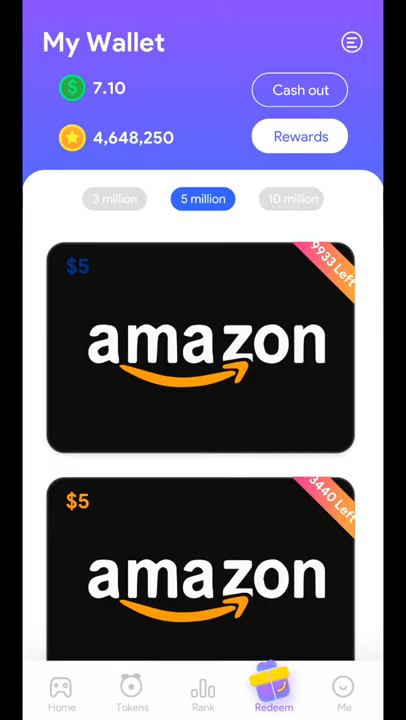 My Wallet
7.10
Cash out
4,648,250
Rewards
3 million
5 million
10 million
$5
9933 Left
amazon
$5
3440 Left
amazon
Home
Tokens
Rank
Redeem
Me